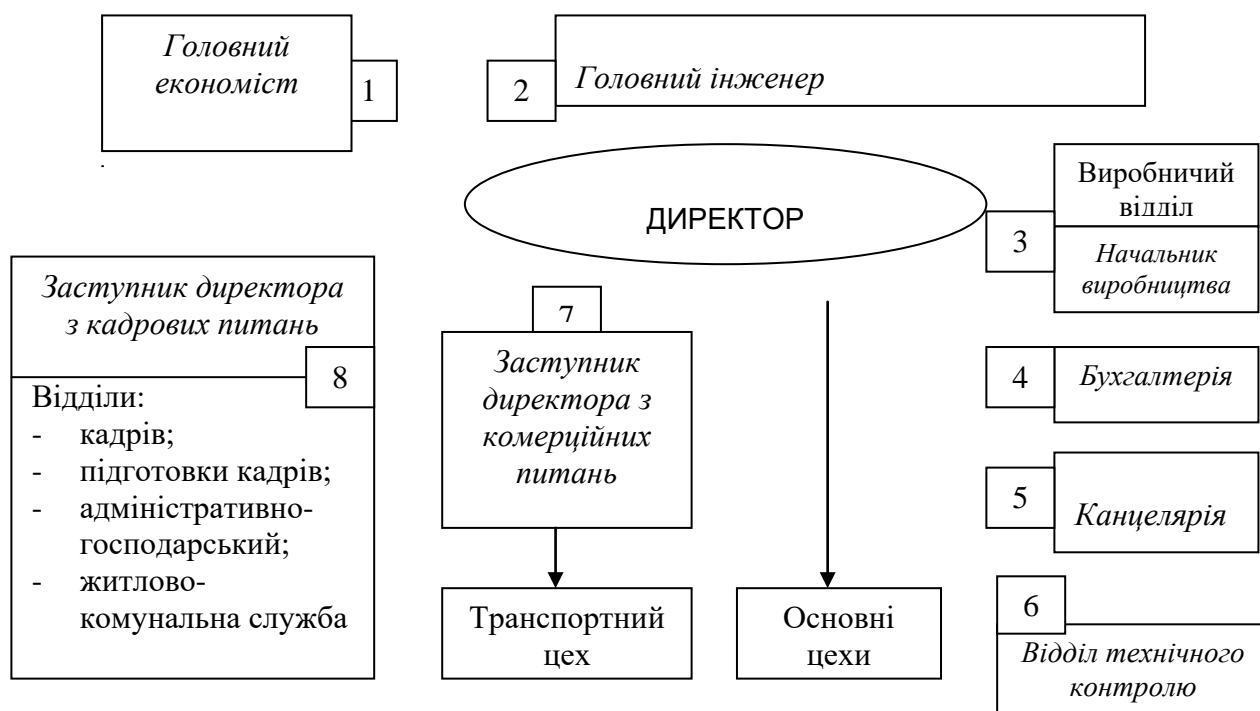 Головний
економіст
1
2
Головний інженер
ДИРЕКТОР
Виробничий
відділ
3
Начальник
виробництва
Заступник директора
з кадрових питань
8
Відділи:
- кадрів;
- підготовки кадрів;
- адміністративно-
господарський;
- житлово-
комунальна служба
7
Заступник
директора з
комерційних
питань
4
Бухгалтерія
5
Канцелярія
Транспортний
цех
Основні
цехи
6
Відділ технічного
контролю